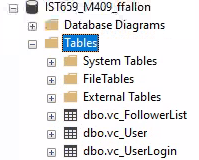 IST659_M409_ffallon
Database Diagrams
Tables
System Tables
FileTables
External Tables
dbo.vc_FollowerList
dbo.vc_User
dbo.vc_UserLogin